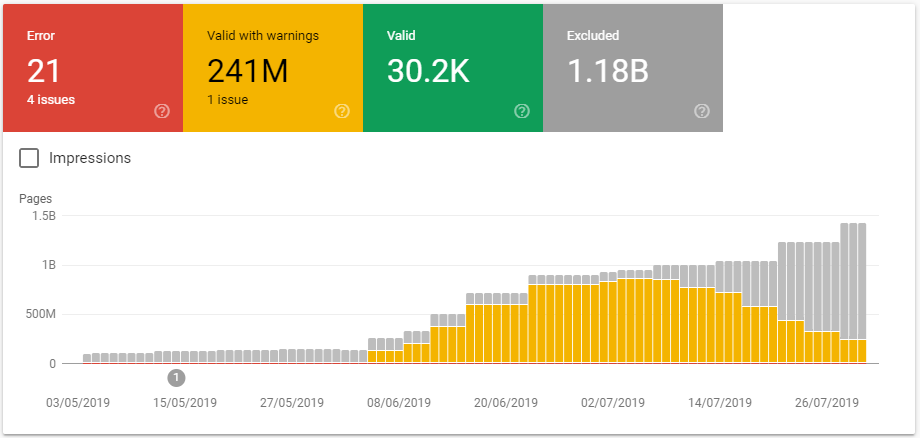 Error
21
4 issues
Valid with warnings
241M
1 issue
Valid
30.2K
Excluded
1.18B
Impressions
Pages
1.5B
1B
500M
0
1
03/05/2019 15/05/2019 27/05/2019 08/06/2019 20/06/2019 02/07/2019 14/07/2019 26/07/2019